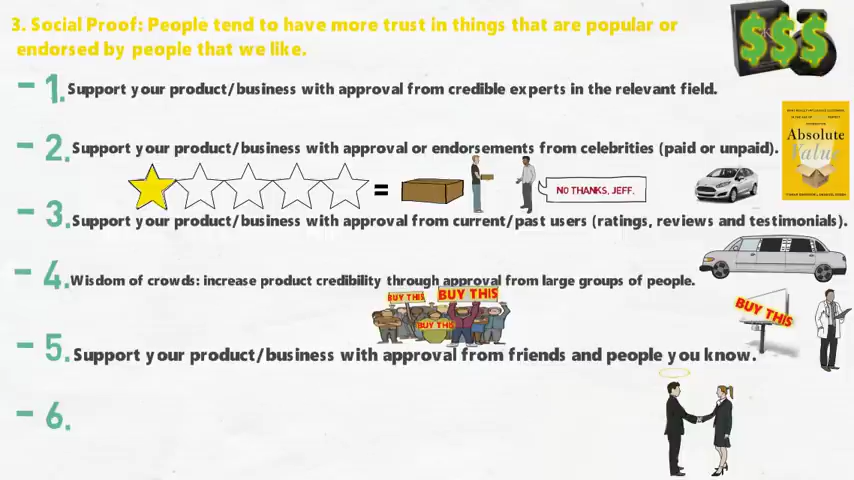 3. Social Proof: People tend to have more trust in things that are popular or
endorsed by people that we like.
$$$
- 1. Support your product/business with approval from credible experts in the relevant field.
Absolute
Value
- 2. Support your product/business with approval or endorsements from celebrities (paid or unpaid).
=
NO THANKS, JEFF.
- 3. Support your product/business with approval from current/past users (ratings, reviews and testimonials).
- 4. Wisdom of crowds: increase product credibility through approval from large groups of people.
BUY THIS
BUY THIS
BUY THIS
BUY THIS
- 5. Support your product/business with approval from friends and people you know.
- 6.